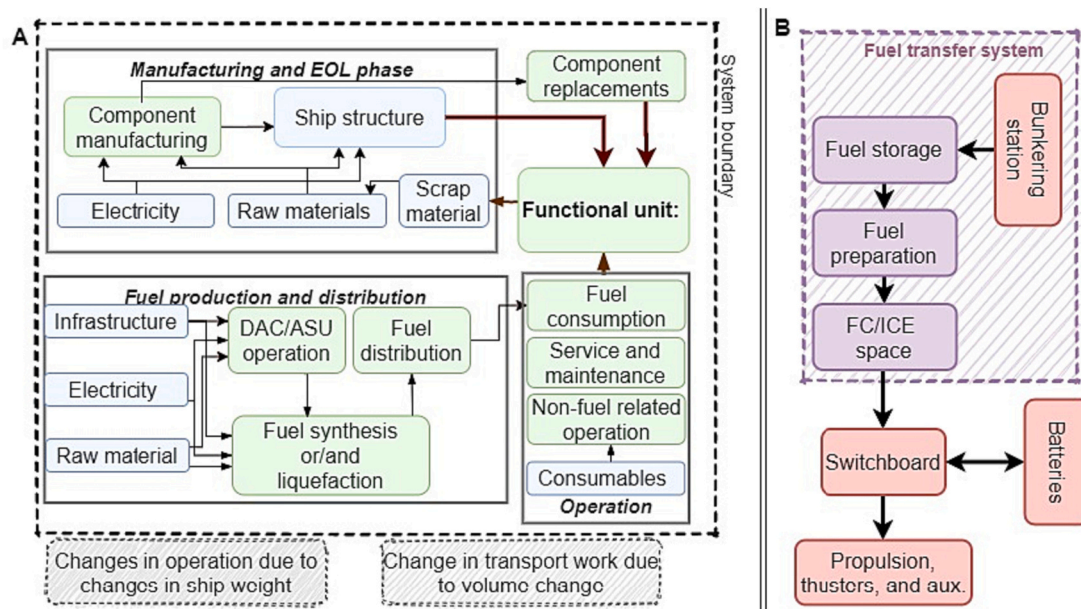 A
Manufacturing and EOL phase
Component
manufacturing
Ship structure
Electricity
Raw materials
Scrap
material
Component
replacements
Functional unit:
System boundary
Fuel production and distribution
Infrastructure
Electricity
Raw material
DAC/ASU
operation
Fuel
distribution
Fuel synthesis
or/and
liquefaction
Fuel
consumption
Service and
maintenance
Non-fuel related
operation
Consumables
Operation
Changes in operation due to
changes in ship weight
Change in transport work due
to volume change
B
Fuel transfer system
Bunkering
station
Fuel storage
Fuel
preparation
FC/ICE
space
Switchboard
Batteries
Propulsion,
thrusters, and aux.